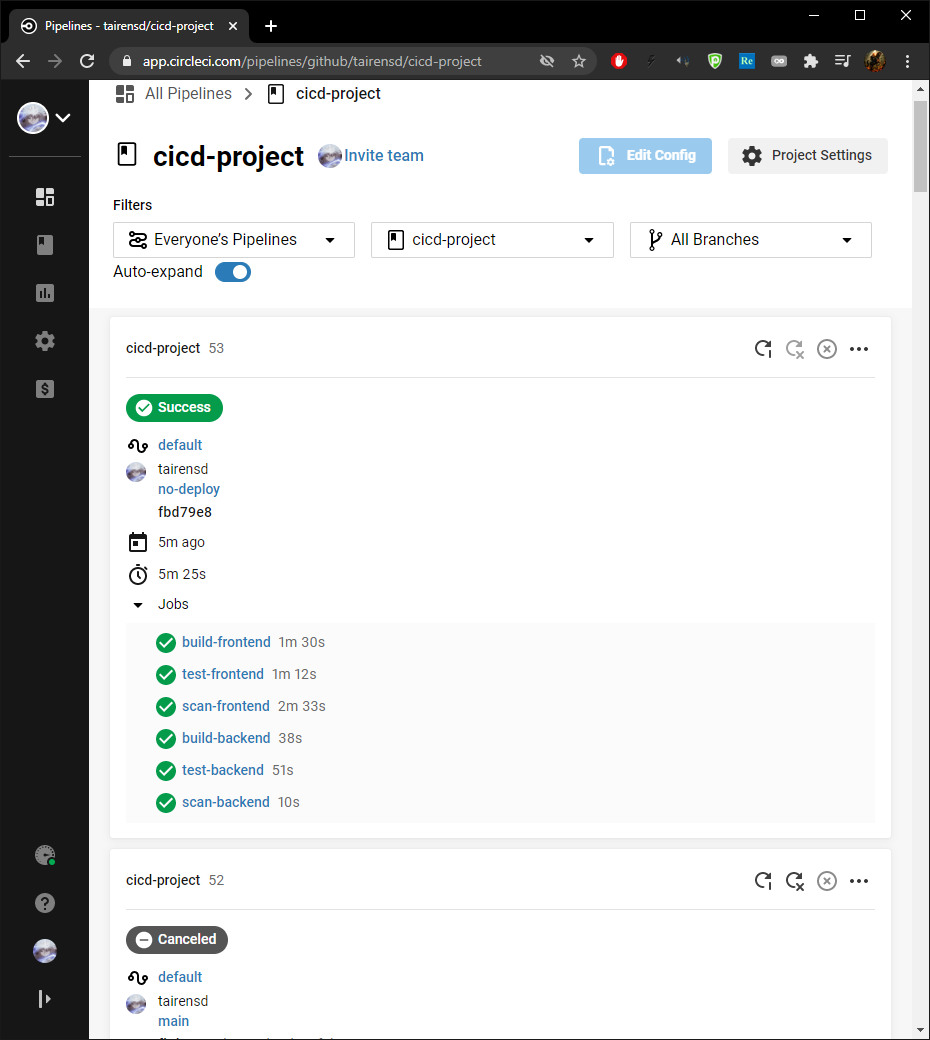 Pipelines - tairensd/cicd-project
app.circleci.com/pipelines/github/tairensd/cicd-project
All Pipelines cicd-project
cicd-project Invite team Edit Config Project Settings
Filters
Everyone's Pipelines cicd-project All Branches
Auto-expand
cicd-project 53
Success
default
tairensd
no-deploy
fbd79e8
5m ago
5m 25s
Jobs
build-frontend 1m 30s
test-frontend 1m 12s
scan-frontend 2m 33s
build-backend 38s
test-backend 51s
scan-backend 10s
cicd-project 52
Canceled
default
tairensd
main